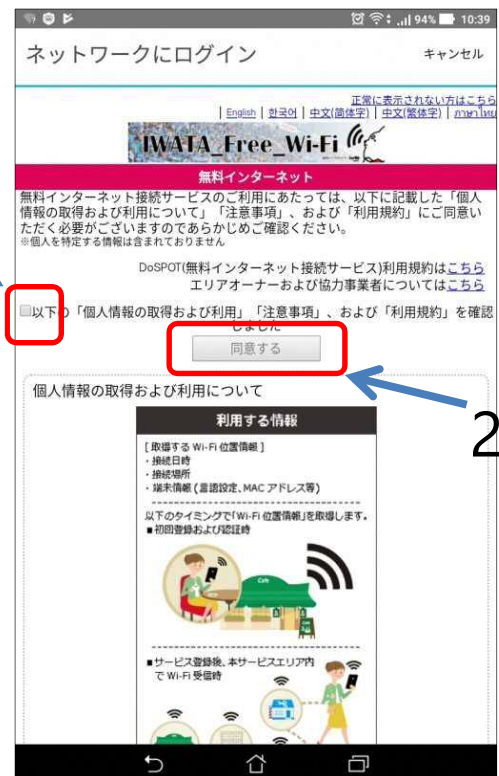 94% 10:39
ネットワークにログイン キャンセル
正常に表示されない方はこちら
| English | 한국어 | 中文(简体字) | 中文(繁体字) | ภาษาไทย
IWATA_Free_Wi-Fi
無料インターネット
無料インターネット接続サービスのご利用にあたっては、以下に記載した「個人
情報の取得および利用について」「注意事項」、および「利用規約」にご同意い
ただく必要がございますのであらかじめご確認ください。
※個人を特定する情報は含まれておりません
DoSPOT(無料インターネット接続サービス)利用規約はこちら
エリアオーナーおよび協力事業者についてはこちら
以下の「個人情報の取得および利用」「注意事項」、および「利用規約」を確認
しました
同意する
2
個人情報の取得および利用について
利用する情報
[ 取得する Wi-Fi 位置情報 ]
・接続日時
・接続場所
・端末情報 (言語設定、MAC アドレス等)
以下のタイミングで「Wi-Fi 位置情報」を取得します。
■初回登録および認証時
Cafe
■サービス登録後、本サービスエリア内
で Wi-Fi 受信時